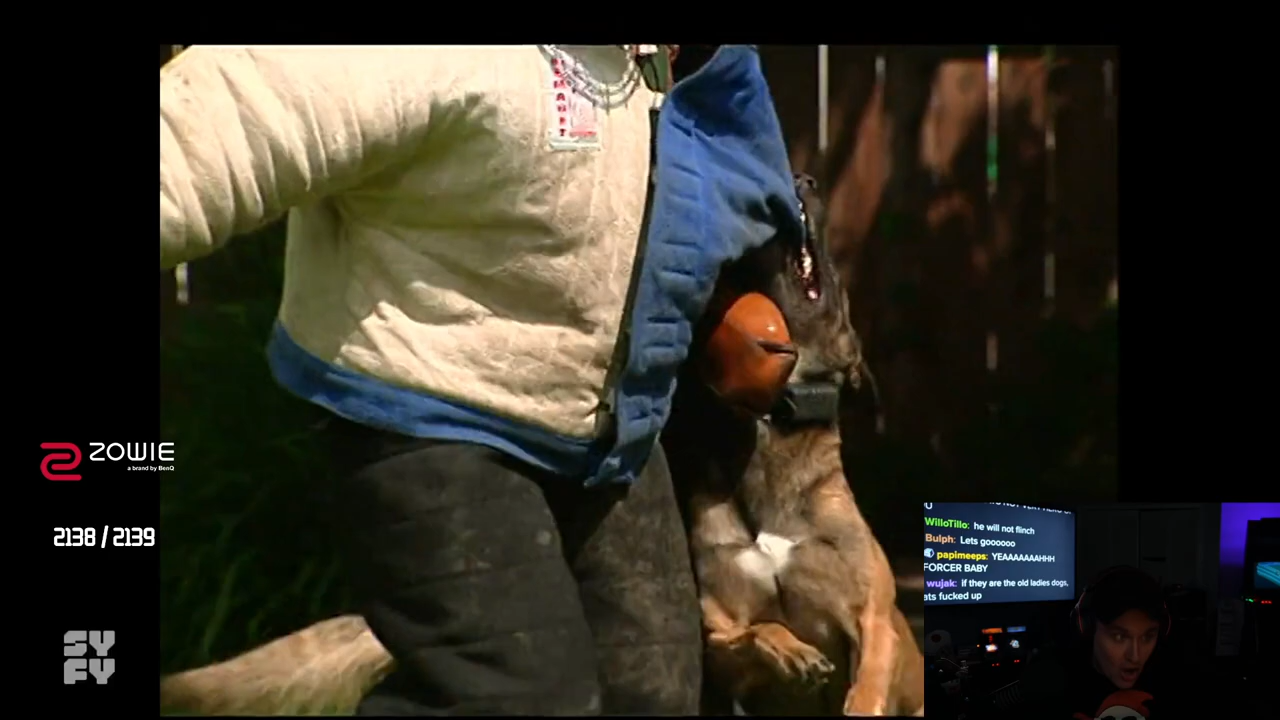 ZOWIE
a brand by BenQ
2138 / 2139
SY
FY
WilloTillo: he will not flinch
Bulph: Lets goooooo
papimeeps: YEAAAAAAAHHH
FORCER BABY
wujak: if they are the old ladies dogs,
ats fucked up